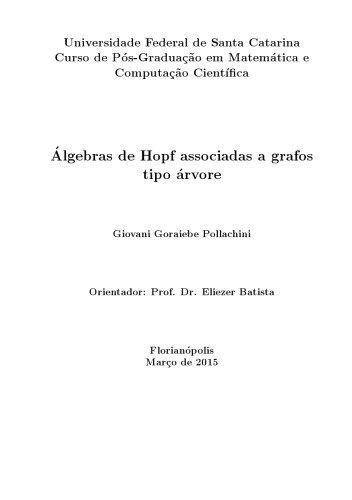 Universidade Federal de Santa Catarina
Curso de Pós-Graduação em Matemática e
Computação Científica
Álgebras de Hopf associadas a grafos
tipo árvore
Giovani Goraiebe Pollachini
Orientador: Prof. Dr. Eliezer Batista
Florianópolis
Março de 2015